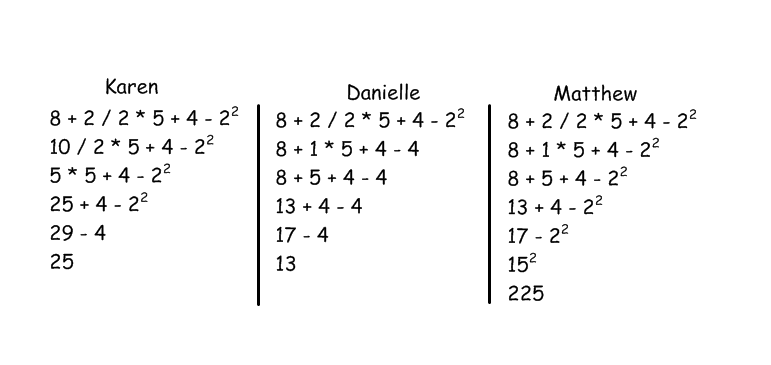 Karen
8 + 2 / 2 * 5 + 4 - 2²
10 / 2 * 5 + 4 - 2²
5 * 5 + 4 - 2²
25 + 4 - 2²
29 - 4
25
Danielle
8 + 2 / 2 * 5 + 4 - 2²
8 + 1 * 5 + 4 - 4
8 + 5 + 4 - 4
13 + 4 - 4
17 - 4
13
Matthew
8 + 2 / 2 * 5 + 4 - 2²
8 + 1 * 5 + 4 - 2²
8 + 5 + 4 - 2²
13 + 4 - 2²
17 - 2²
15²
225